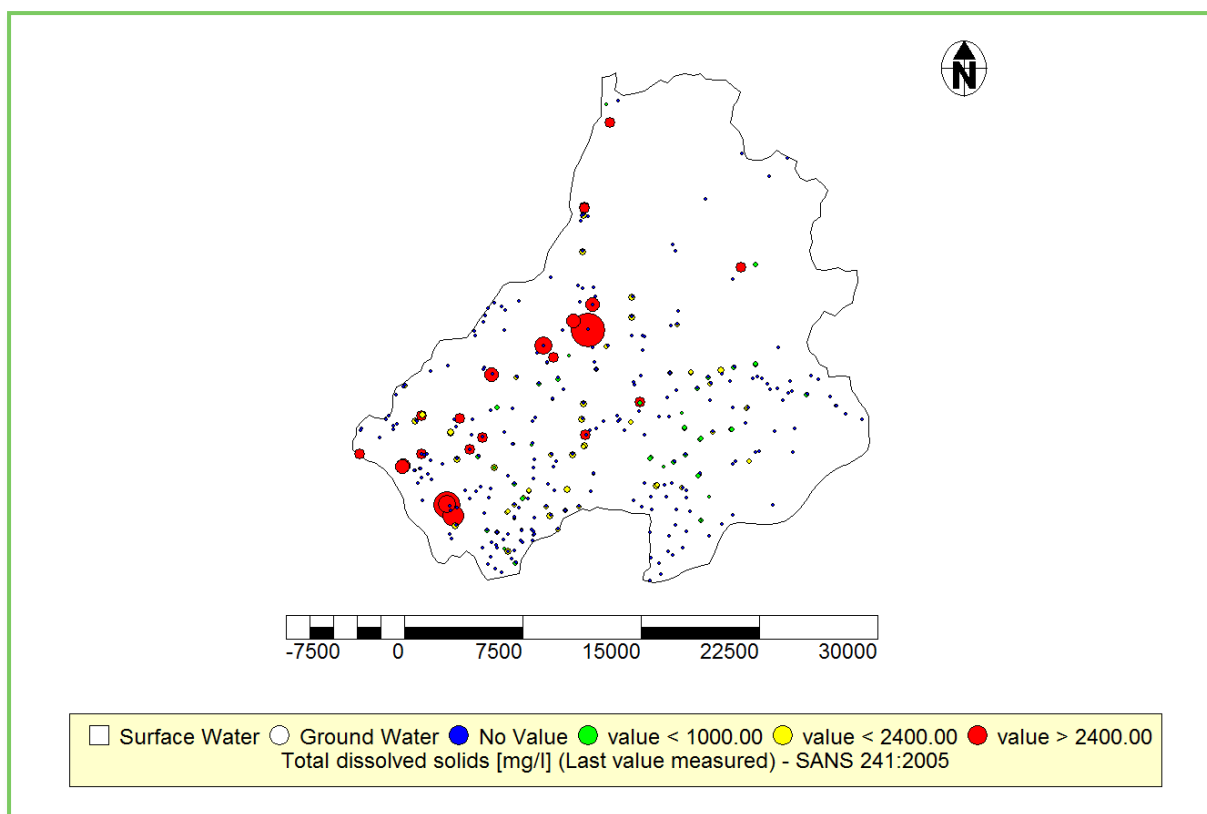 N
-7500 0 7500 15000 22500 30000
Surface Water Ground Water No Value value < 1000.00 value < 2400.00 value > 2400.00
Total dissolved solids [mg/l] (Last value measured) - SANS 241:2005